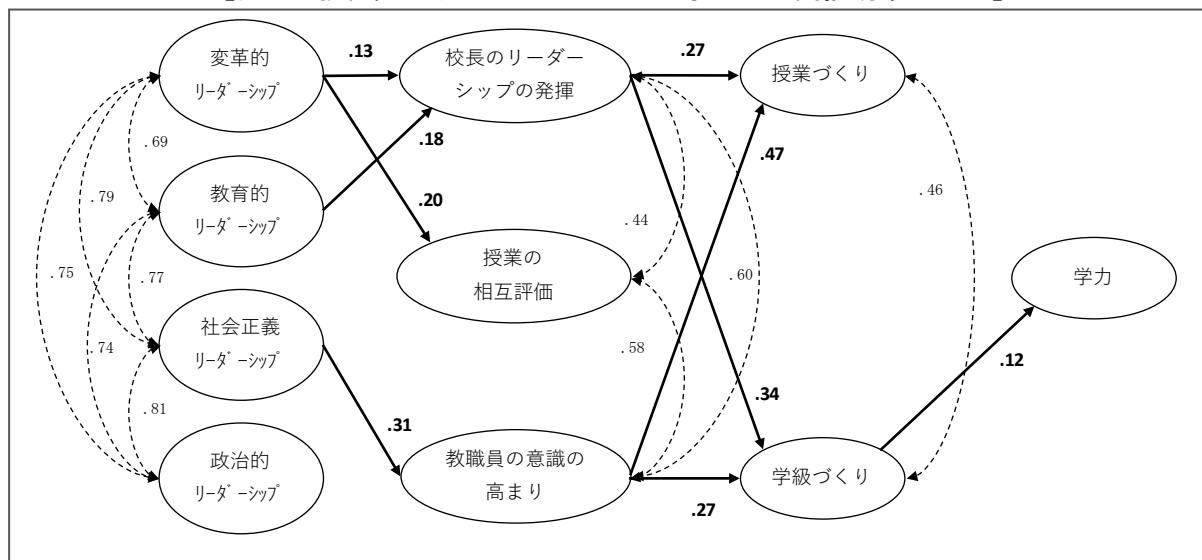 変革的
ﾘｰﾀﾞｰｼｯﾌﾟ
.13
校長のリーダー
シップの発揮
.27
授業づくり
.69
.18
.47
教育的
ﾘｰﾀﾞｰｼｯﾌﾟ
.79
.20
.44
.46
授業の
相互評価
.75
.77
.60
学力
社会正義
ﾘｰﾀﾞｰｼｯﾌﾟ
.74
.58
.12
.81
.31
.34
政治的
ﾘｰﾀﾞｰｼｯﾌﾟ
教職員の意識の
高まり
.27
学級づくり